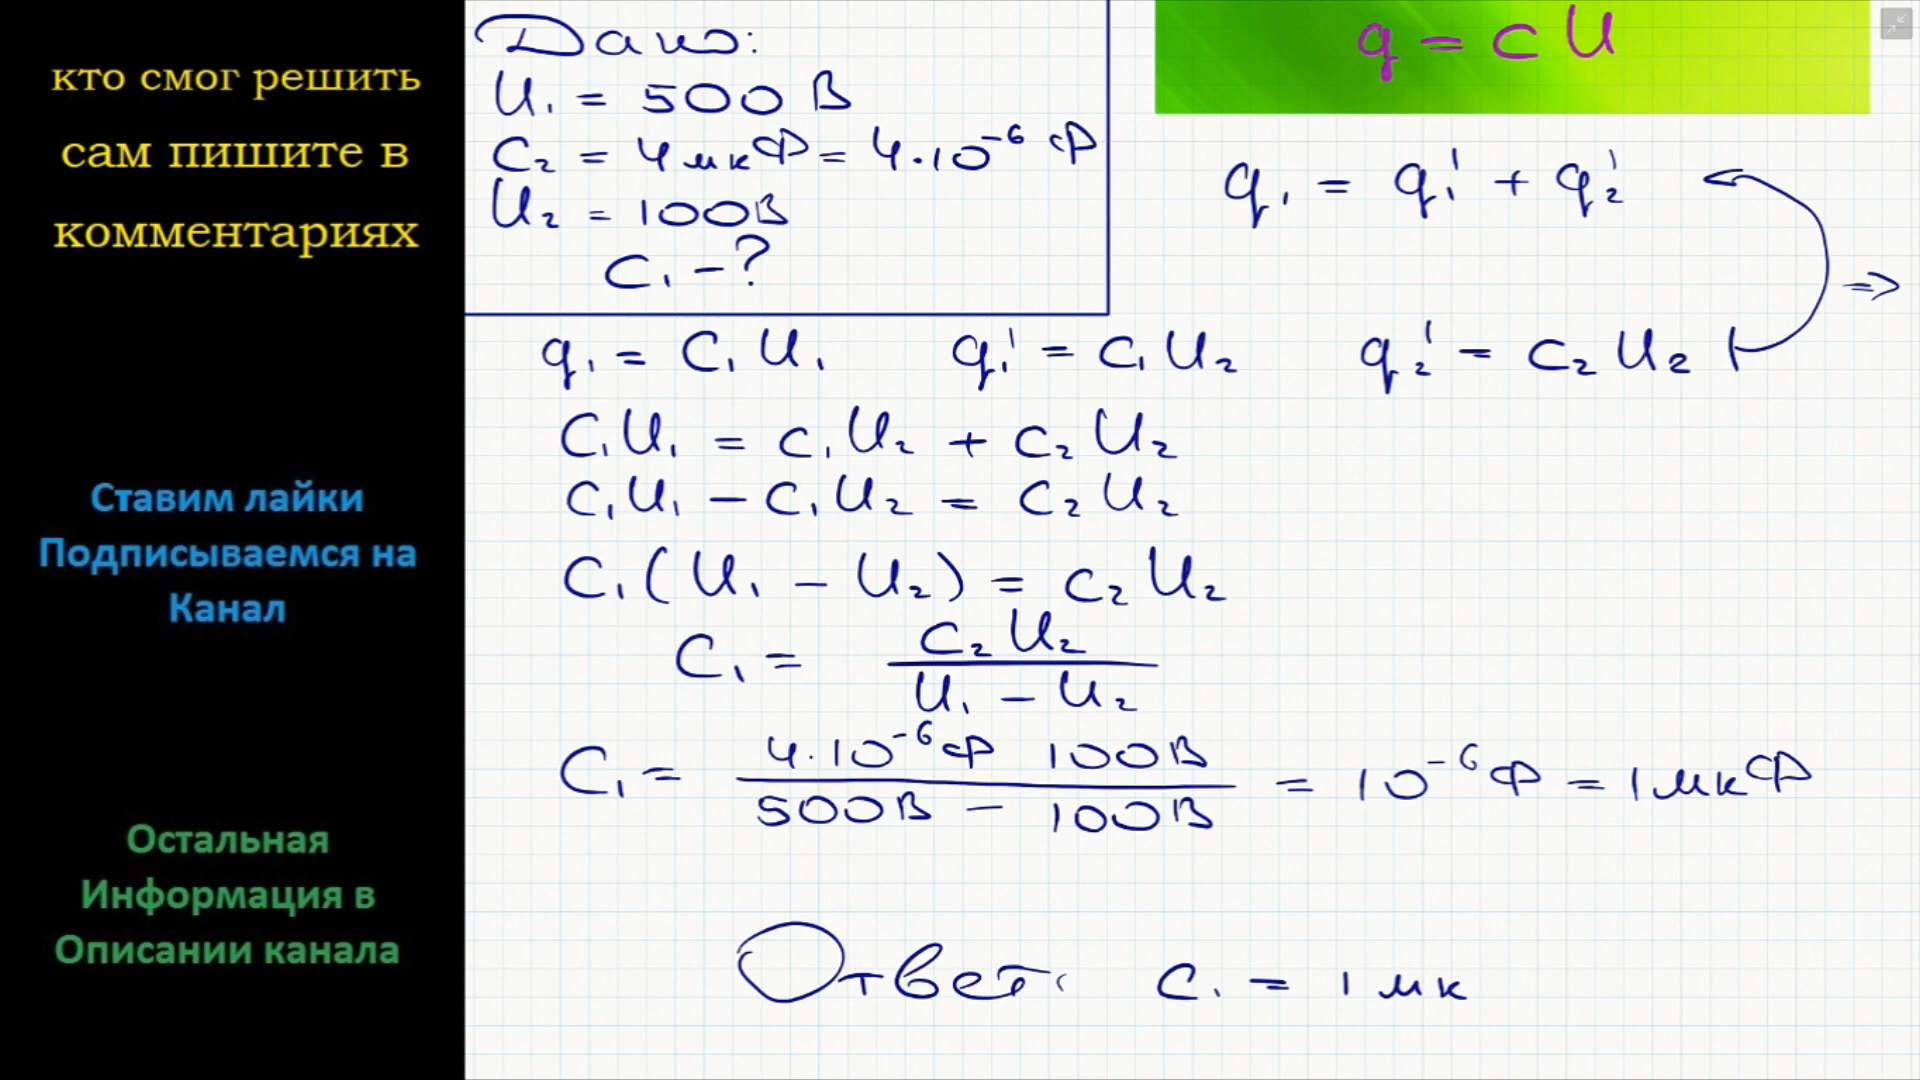 кто смог решить
сам пишите в
комментариях
Ставим лайки
Подписываемся на
Канал
Остальная
Информация в
Описании канала
Дано:
U₁ = 500 В
C₂ = 4 мкФ = 4·10⁻⁶ Ф
U₂ = 100В
C₁ – ?
q = cU
q₁ = q₁' + q₂'
=>
q₁ = C₁U₁   q₁' = C₁U₂   q₂' = C₂U₂
C₁U₁ = C₁U₂ + C₂U₂
C₁U₁ – C₁U₂ = C₂U₂
C₁(U₁ – U₂) = C₂U₂
C₁ = C₂U₂ / U₁ – U₂
C₁ = 4·10⁻⁶Ф 100В / 500В – 100В = 10⁻⁶Ф = 1мкФ
Ответ: C₁ = 1 мк